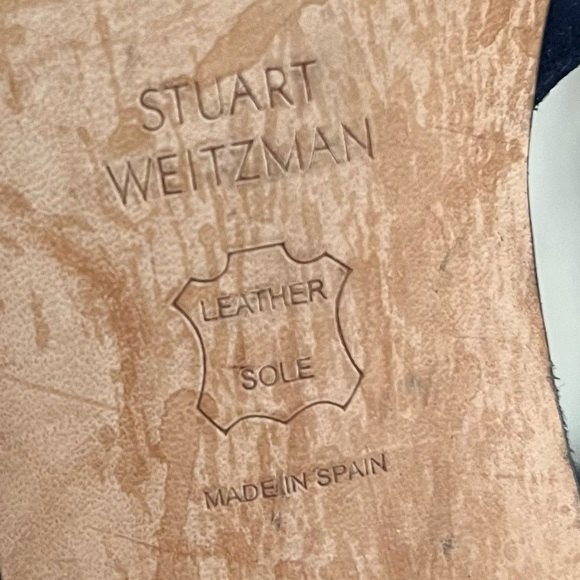 STUART
WEITZMAN
LEATHER
SOLE
MADE IN SPAIN